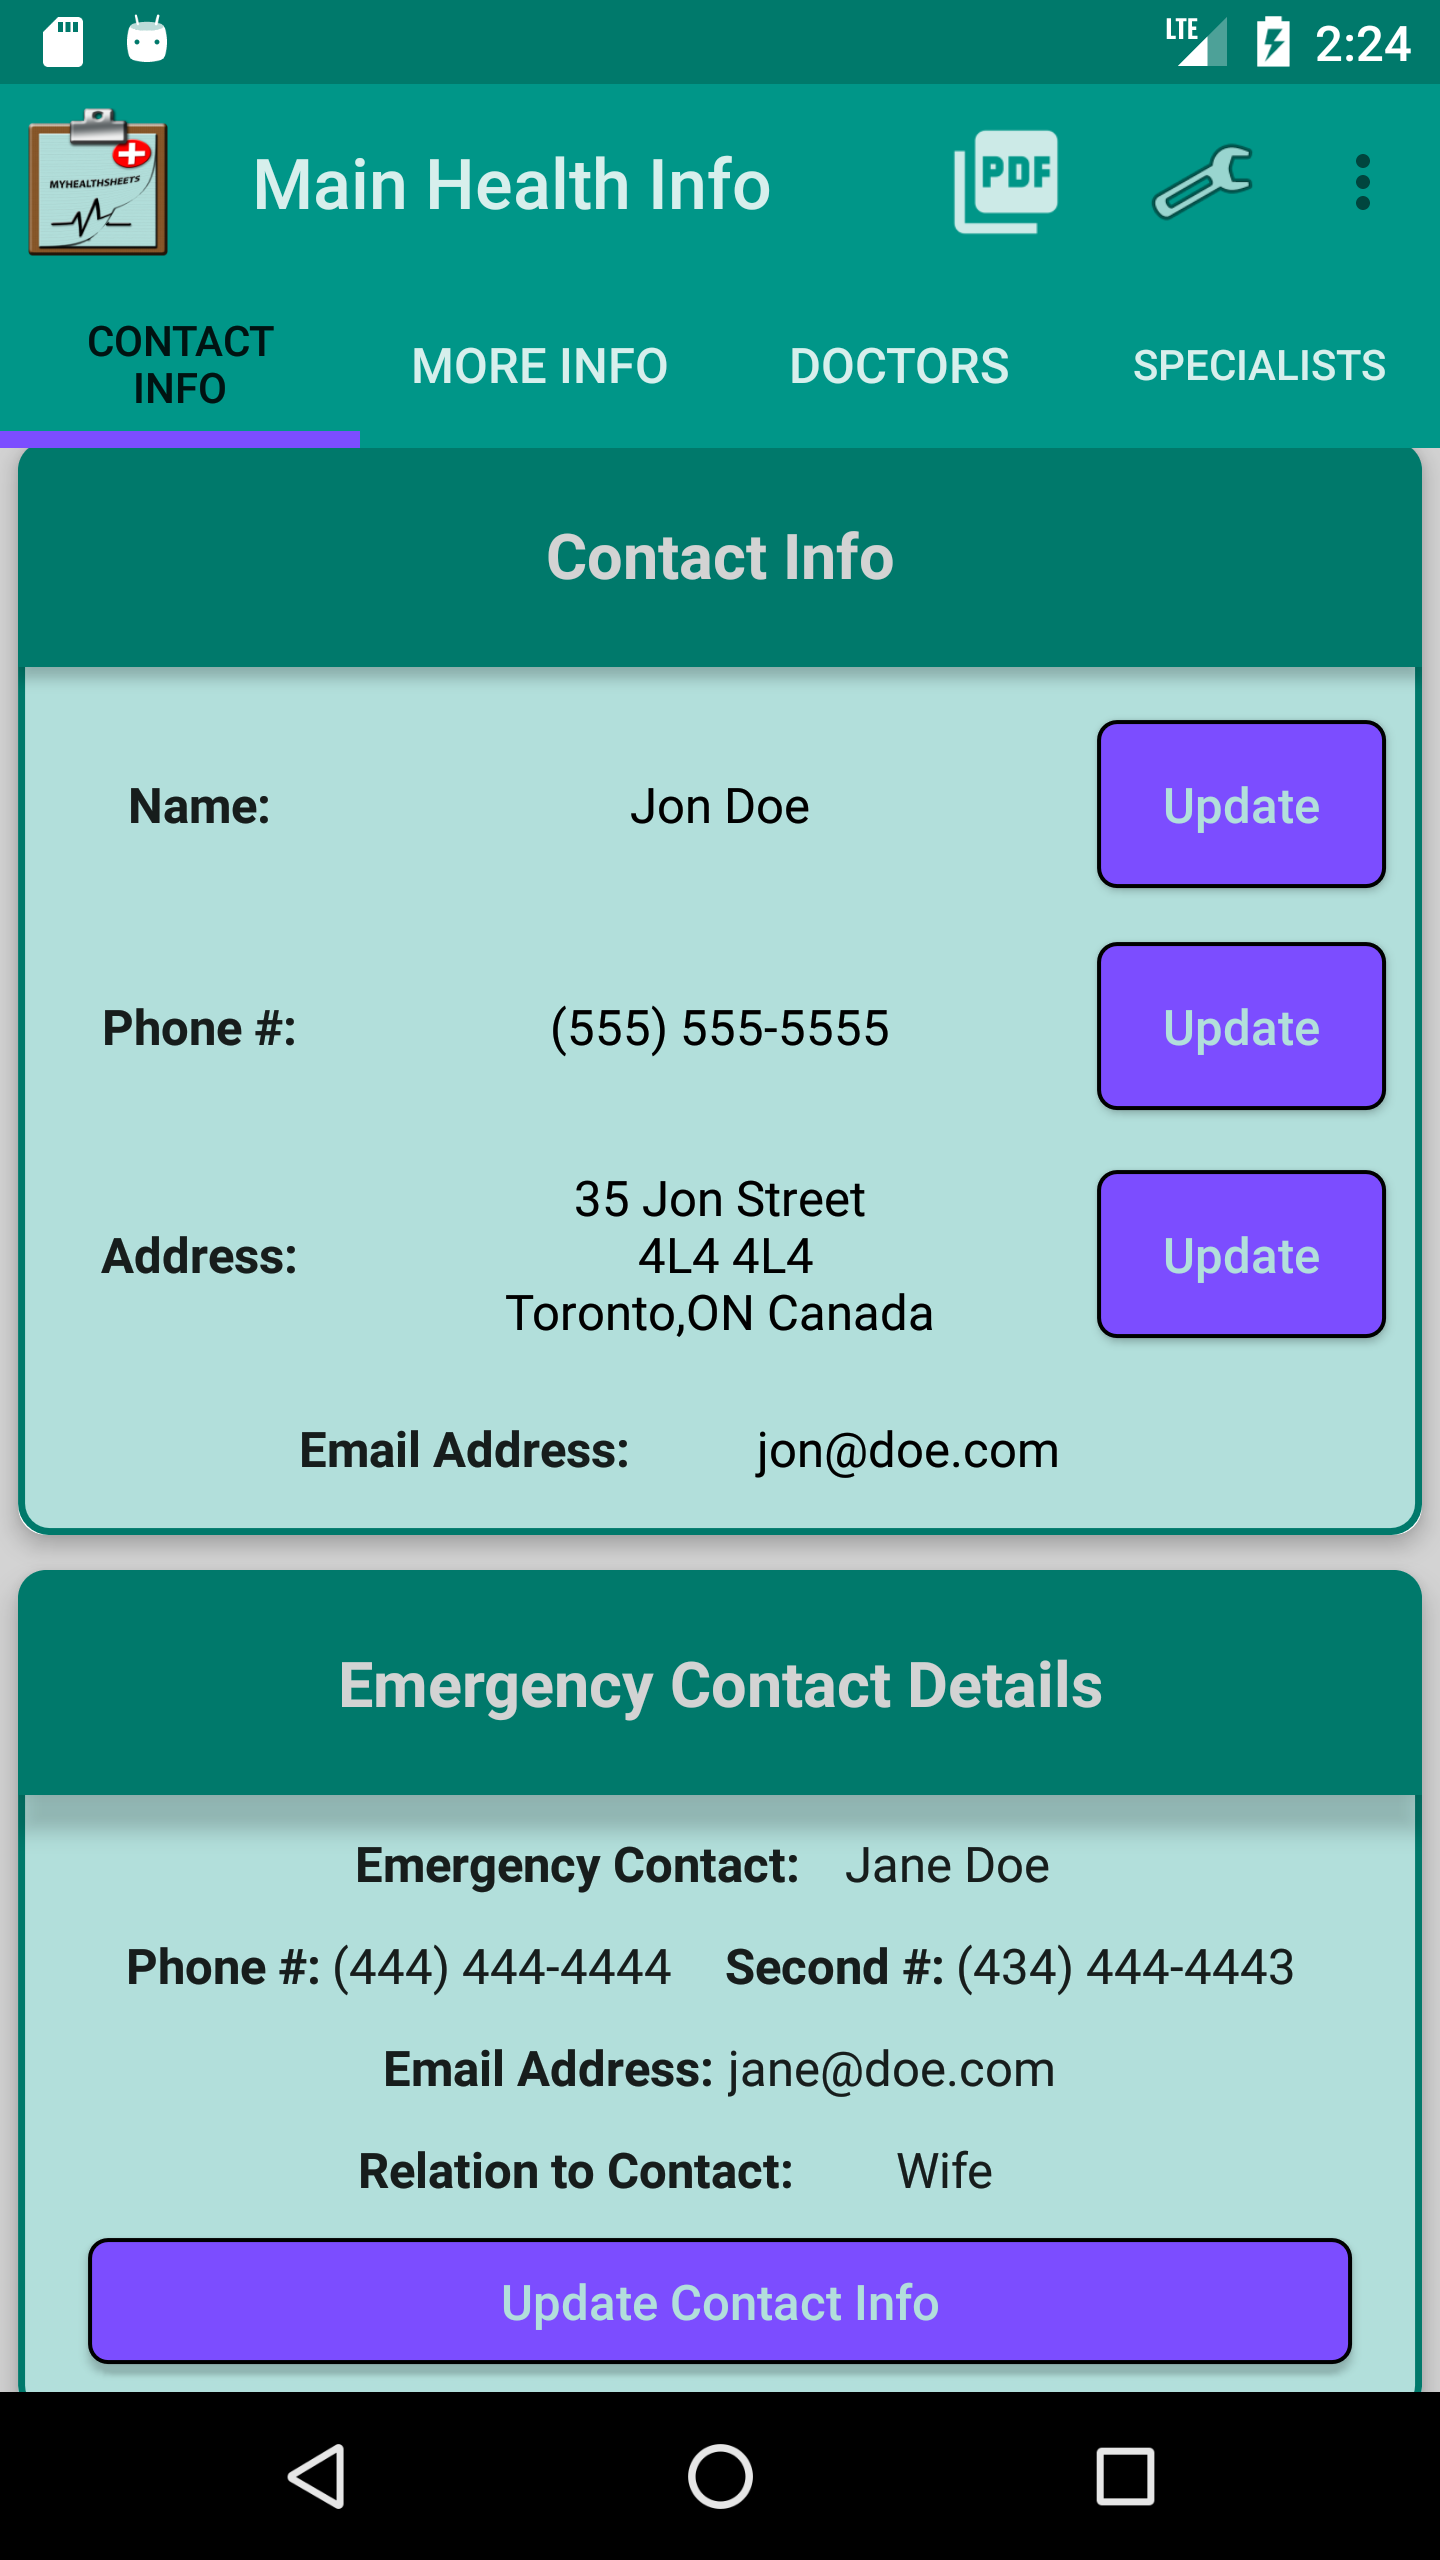 LTE 2:24
MYHEALTHSHEETS
Main Health Info
PDF
CONTACT
INFO
MORE INFO
DOCTORS
SPECIALISTS
Contact Info
Name: Jon Doe Update
Phone #: (555) 555-5555 Update
35 Jon Street
Address: 4L4 4L4 Update
Toronto,ON Canada
Email Address: jon@doe.com
Emergency Contact Details
Emergency Contact: Jane Doe
Phone #: (444) 444-4444 Second #: (434) 444-4443
Email Address: jane@doe.com
Relation to Contact: Wife
Update Contact Info